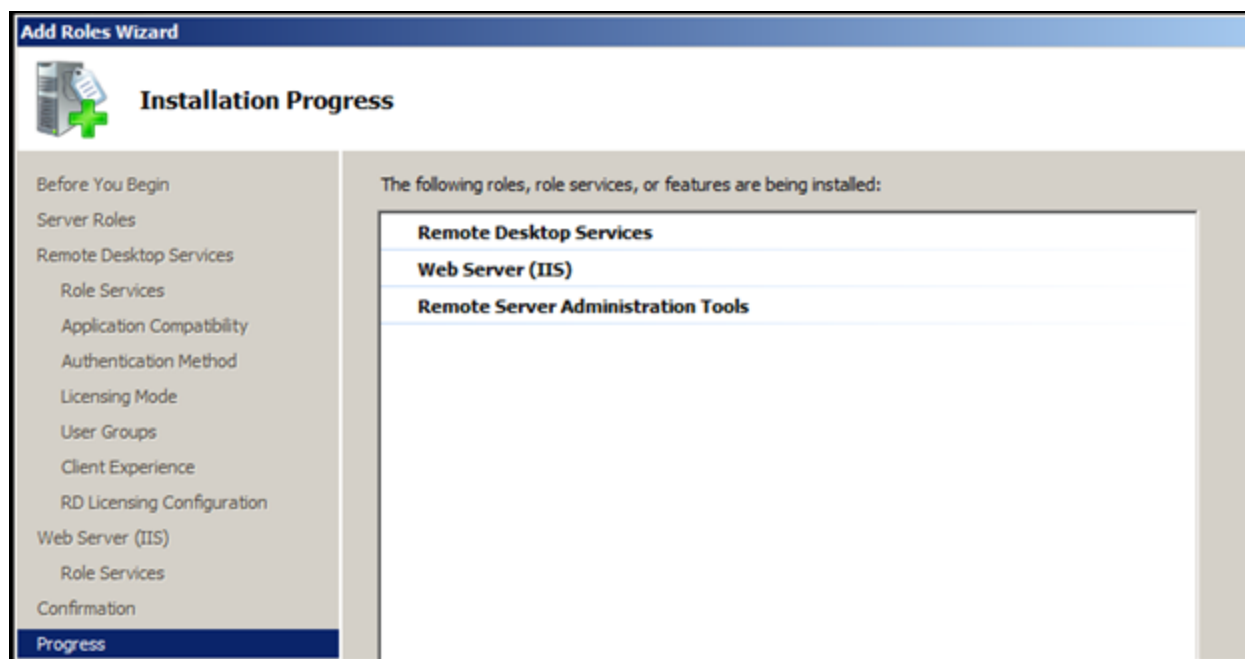 Add Roles Wizard
Installation Progress
Before You Begin
Server Roles
Remote Desktop Services
Role Services
Application Compatibility
Authentication Method
Licensing Mode
User Groups
Client Experience
RD Licensing Configuration
Web Server (IIS)
Role Services
Confirmation
Progress
The following roles, role services, or features are being installed:
Remote Desktop Services
Web Server (IIS)
Remote Server Administration Tools